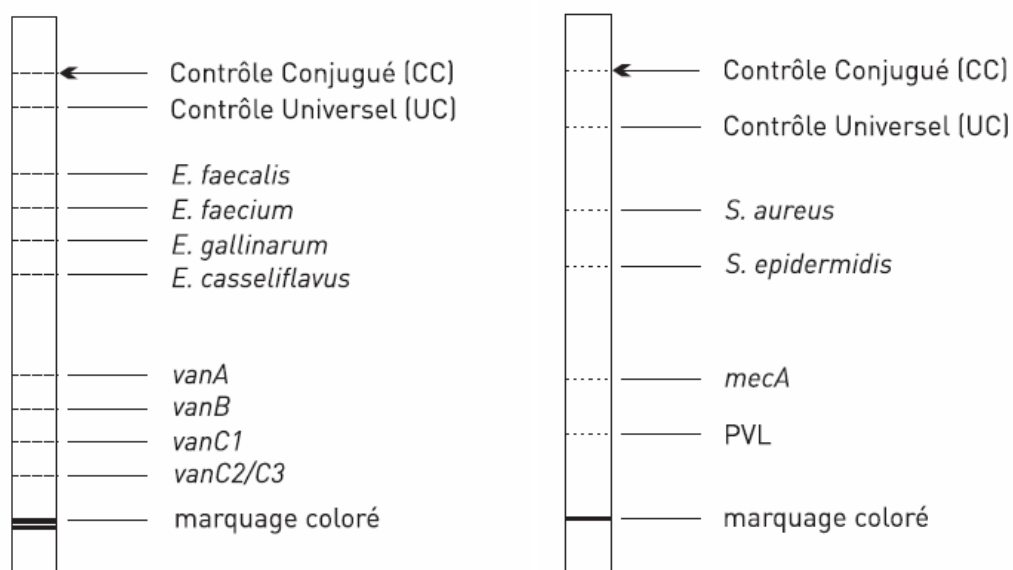 Contrôle Conjugué (CC)
Contrôle Universel (UC)
E. faecalis
E. faecium
E. gallinarum
E. casseliflavus
vanA
vanB
vanC1
vanC2/C3
marquage coloré
Contrôle Conjugué (CC)
Contrôle Universel (UC)
S. aureus
S. epidermidis
mecA
PVL
marquage coloré